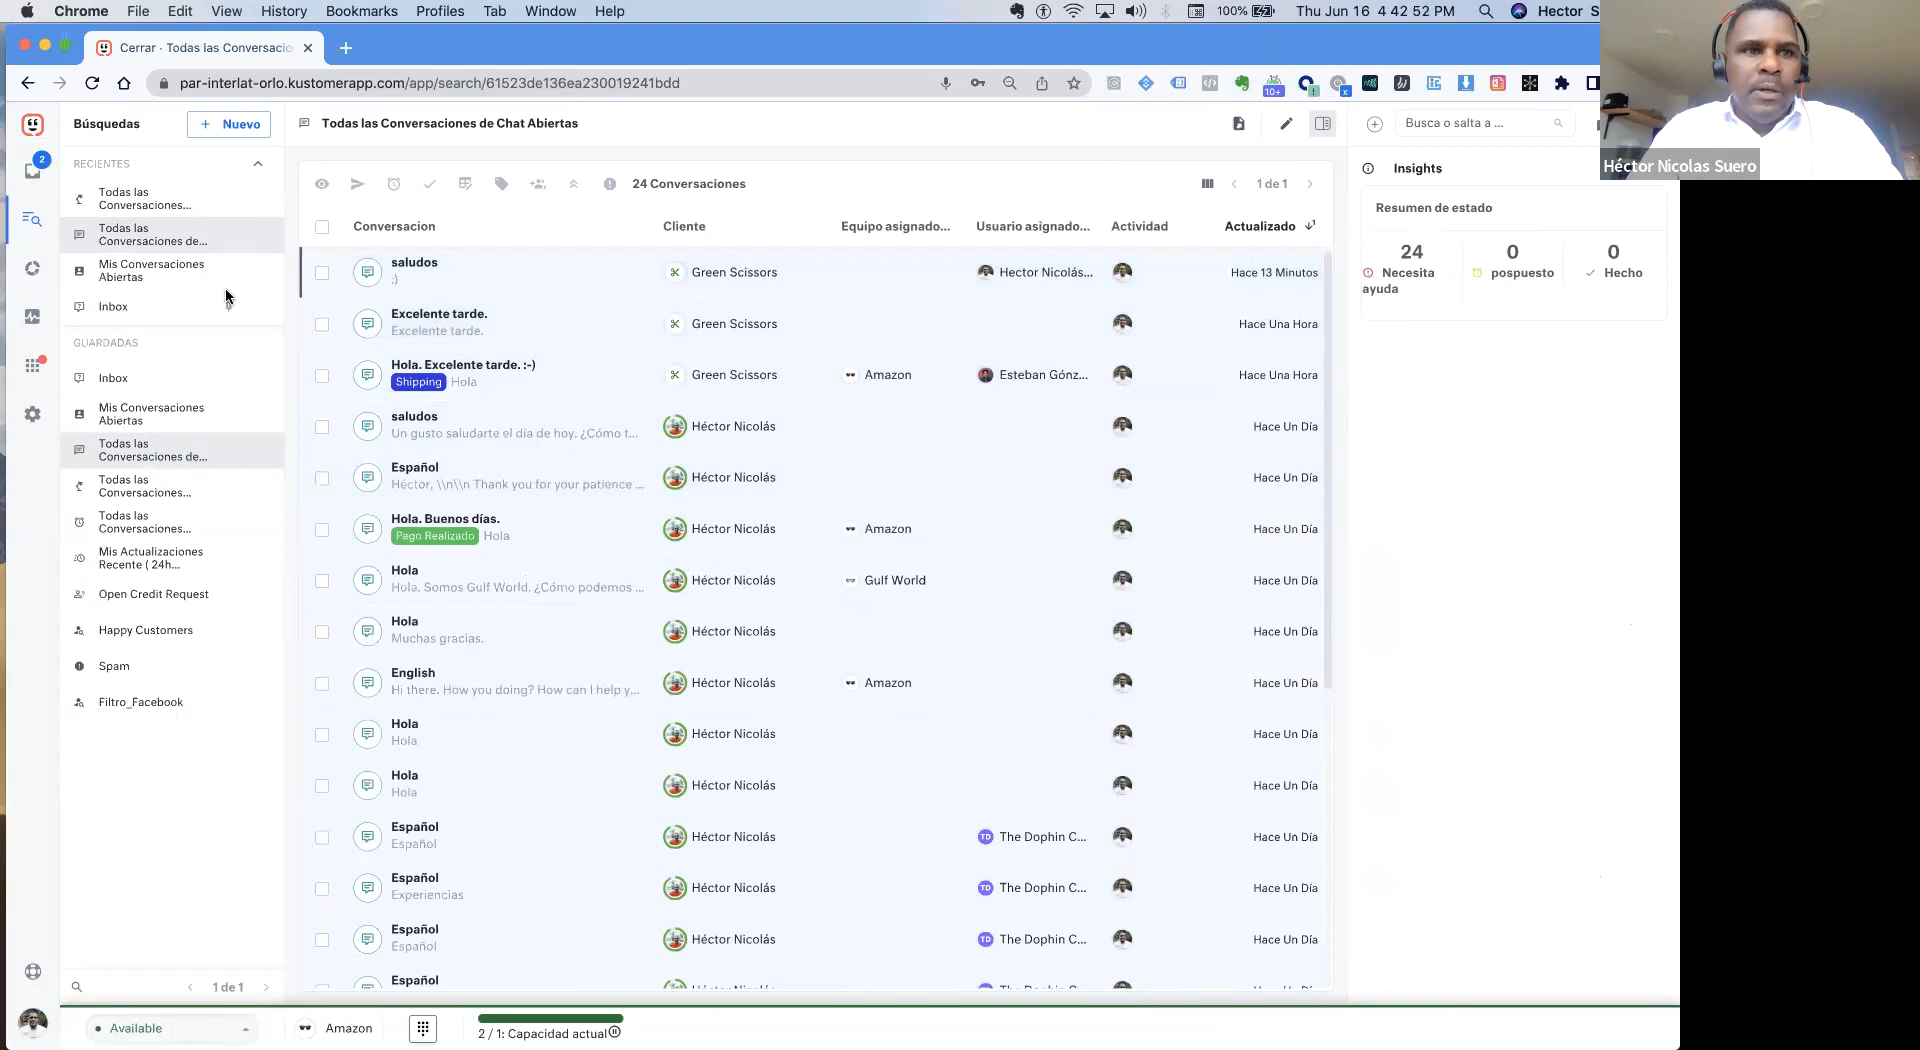 Chrome File Edit View History Bookmarks Profiles Tab Window Help
100% Thu Jun 16 4 42 52 PM Hector S
Cerrar · Todas las Conversacio
par-interlat-orlo.kustomerapp.com/app/search/61523de136ea230019241bdd
10+
Héctor Nicolas Suero
2
Búsquedas
+ Nuevo
RECIENTES
Todas las
Conversaciones...
Todas las
Conversaciones de...
Mis Conversaciones
Abiertas
Inbox
GUARDADAS
Inbox
Mis Conversaciones
Abiertas
Todas las
Conversaciones de...
Todas las
Conversaciones...
Todas las
Conversaciones...
Mis Actualizaciones
Recente ( 24h...
Open Credit Request
Happy Customers
Spam
Filtro_Facebook
1 de 1
Todas las Conversaciones de Chat Abiertas
24 Conversaciones
1 de 1
Conversacion Cliente Equipo asignado... Usuario asignado... Actividad Actualizado
saludos
:)
Green Scissors Hector Nicolás... Hace 13 Minutos
Excelente tarde.
Excelente tarde.
Green Scissors Hace Una Hora
Hola. Excelente tarde. :-)
Shipping Hola
Green Scissors Amazon Esteban Gónz... Hace Una Hora
saludos
Un gusto saludarte el día de hoy. ¿Cómo t...
Héctor Nicolás Hace Un Día
Español
Héctor, \\n\\n Thank you for your patience ...
Héctor Nicolás Hace Un Día
Hola. Buenos días.
Pago Realizado Hola
Héctor Nicolás Amazon Hace Un Día
Hola
Hola. Somos Gulf World. ¿Cómo podemos ...
Héctor Nicolás Gulf World Hace Un Día
Hola
Muchas gracias.
Héctor Nicolás Hace Un Día
English
Hi there. How you doing? How can I help y...
Héctor Nicolás Amazon Hace Un Día
Hola
Hola
Héctor Nicolás Hace Un Día
Hola
Hola
Héctor Nicolás Hace Un Día
Español
Español
Héctor Nicolás TD The Dophin C... Hace Un Día
Español
Experiencias
Héctor Nicolás TD The Dophin C... Hace Un Día
Español
Español
Héctor Nicolás TD The Dophin C... Hace Un Día
Español
Busca o salta a ...
Insights
Resumen de estado
24 0 0
Necesita pospuesto Hecho
ayuda
Available
Amazon
2 / 1: Capacidad actual